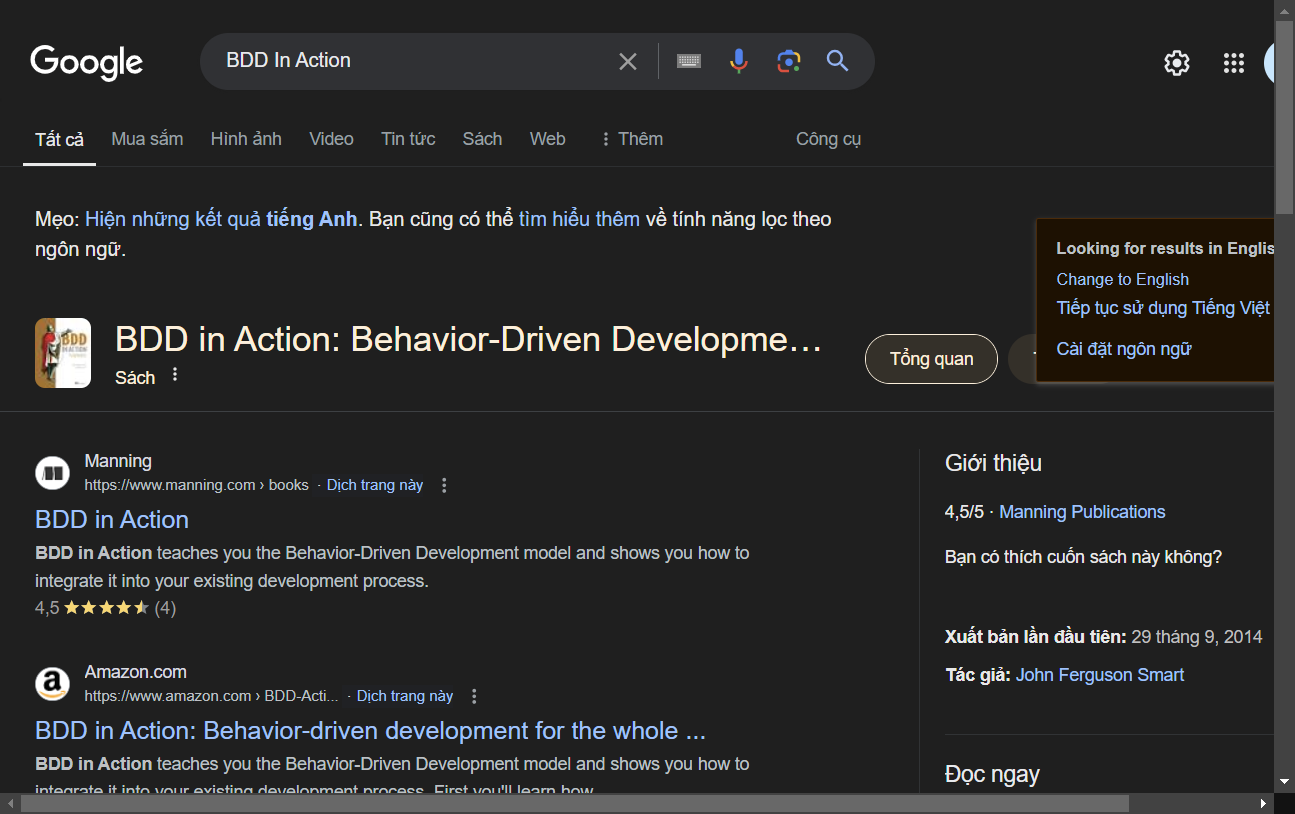 Google
BDD In Action
Tất cả
Mua sắm
Hình ảnh
Video
Tin tức
Sách
Web
Thêm
Công cụ
Mẹo: Hiện những kết quả tiếng Anh. Bạn cũng có thể tìm hiểu thêm về tính năng lọc theo
ngôn ngữ.
Looking for results in Englis
Change to English
Tiếp tục sử dụng Tiếng Việt
Cài đặt ngôn ngữ
BDD
IN ACTION
BDD in Action: Behavior-Driven Developme…
Sách
Tổng quan
Manning
https://www.manning.com › books · Dịch trang này
BDD in Action
BDD in Action teaches you the Behavior-Driven Development model and shows you how to
integrate it into your existing development process.
4,5 (4)
Amazon.com
https://www.amazon.com › BDD-Acti... · Dịch trang này
BDD in Action: Behavior-driven development for the whole ...
BDD in Action teaches you the Behavior-Driven Development model and shows you how to
integrate it into your existing development process. First you'll learn how
Giới thiệu
4,5/5 · Manning Publications
Bạn có thích cuốn sách này không?
Xuất bản lần đầu tiên: 29 tháng 9, 2014
Tác giả: John Ferguson Smart
Đọc ngay